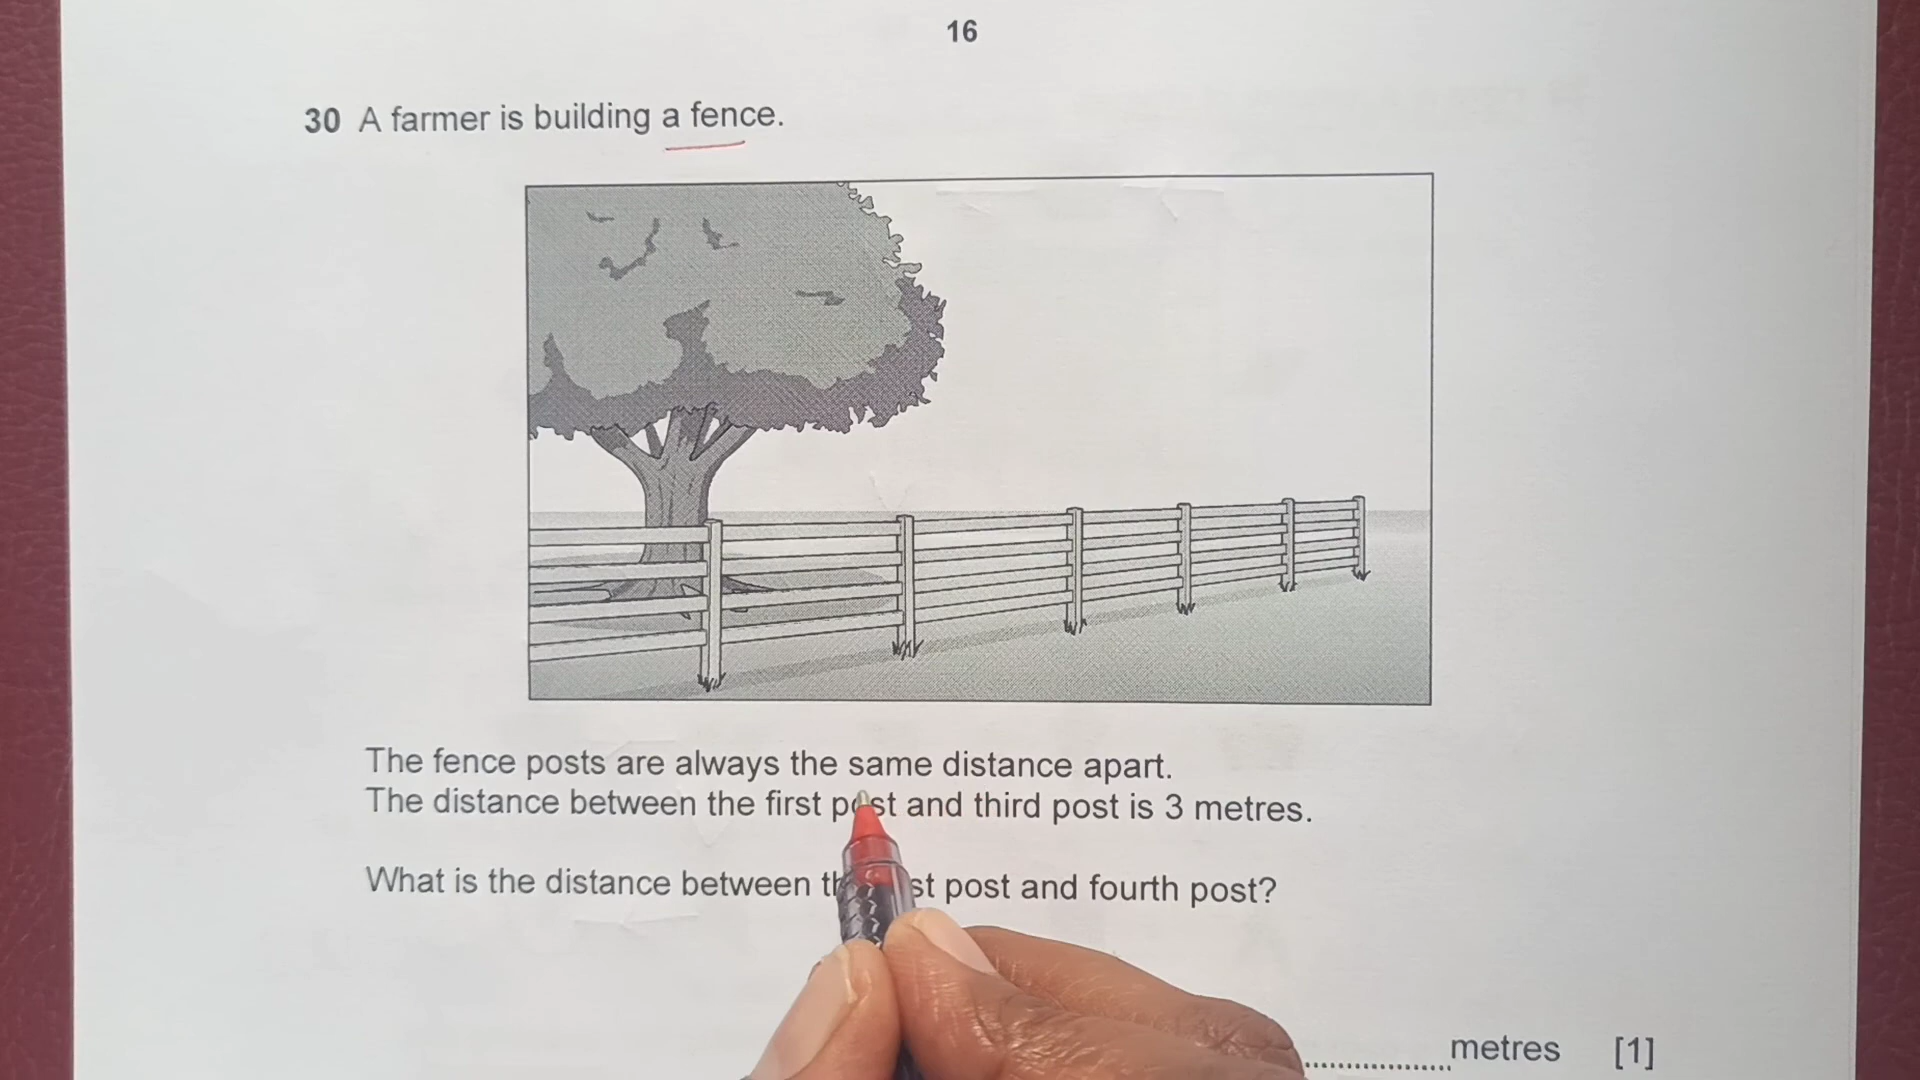 16
30 A farmer is building a fence.
The fence posts are always the same distance apart.
The distance between the first post and third post is 3 metres.
What is the distance between the first post and fourth post?
metres [1]